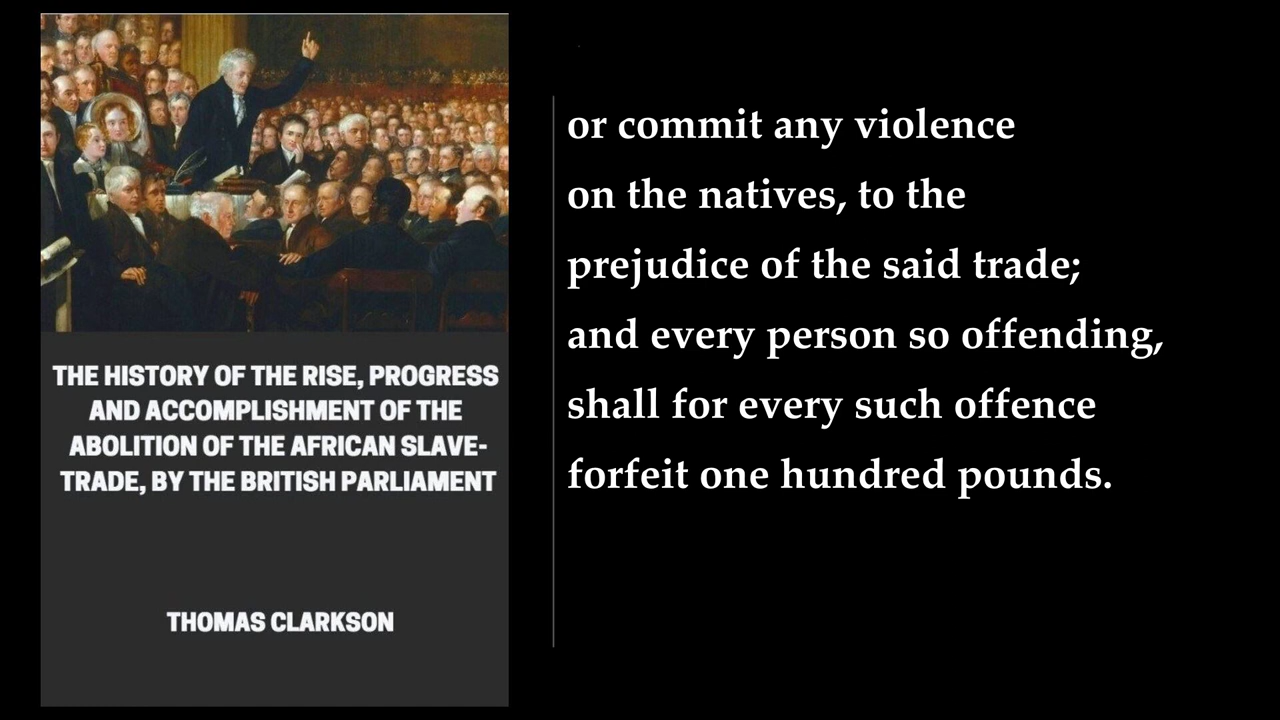 THE HISTORY OF THE RISE, PROGRESS
AND ACCOMPLISHMENT OF THE
ABOLITION OF THE AFRICAN SLAVE-
TRADE, BY THE BRITISH PARLIAMENT
THOMAS CLARKSON
or commit any violence
on the natives, to the
prejudice of the said trade;
and every person so offending,
shall for every such offence
forfeit one hundred pounds.